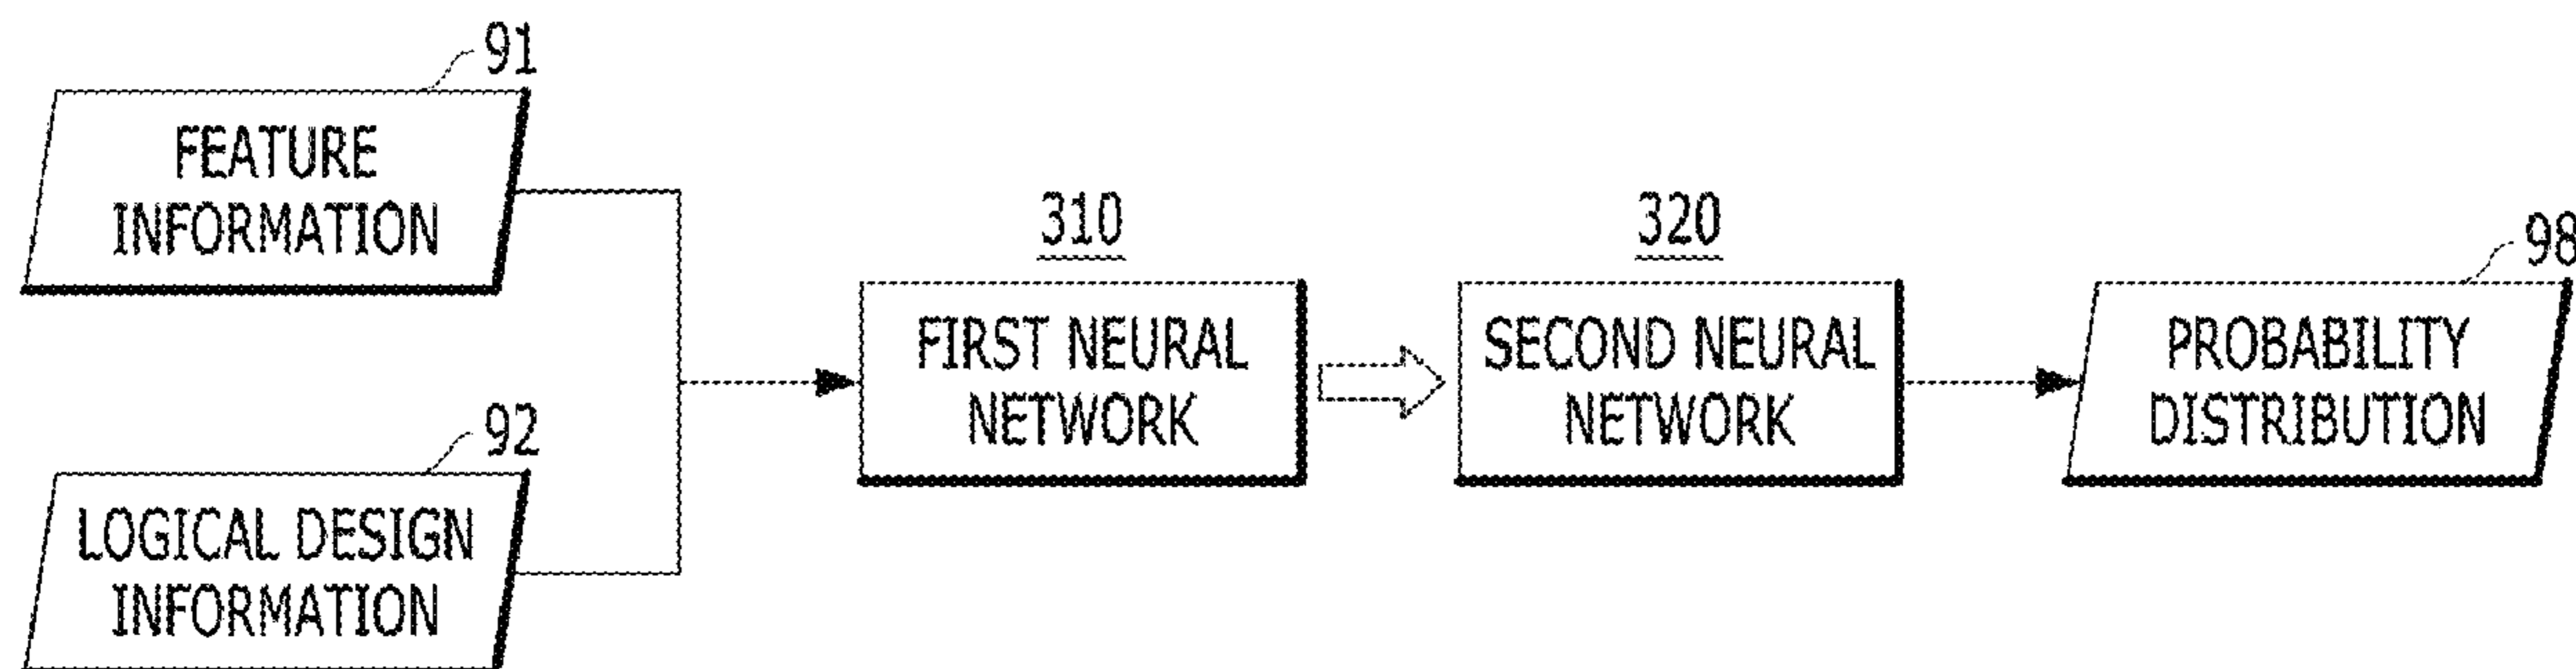 91
FEATURE
INFORMATION
92
LOGICAL DESIGN
INFORMATION
310
FIRST NEURAL
NETWORK
320
SECOND NEURAL
NETWORK
98
PROBABILITY
DISTRIBUTION